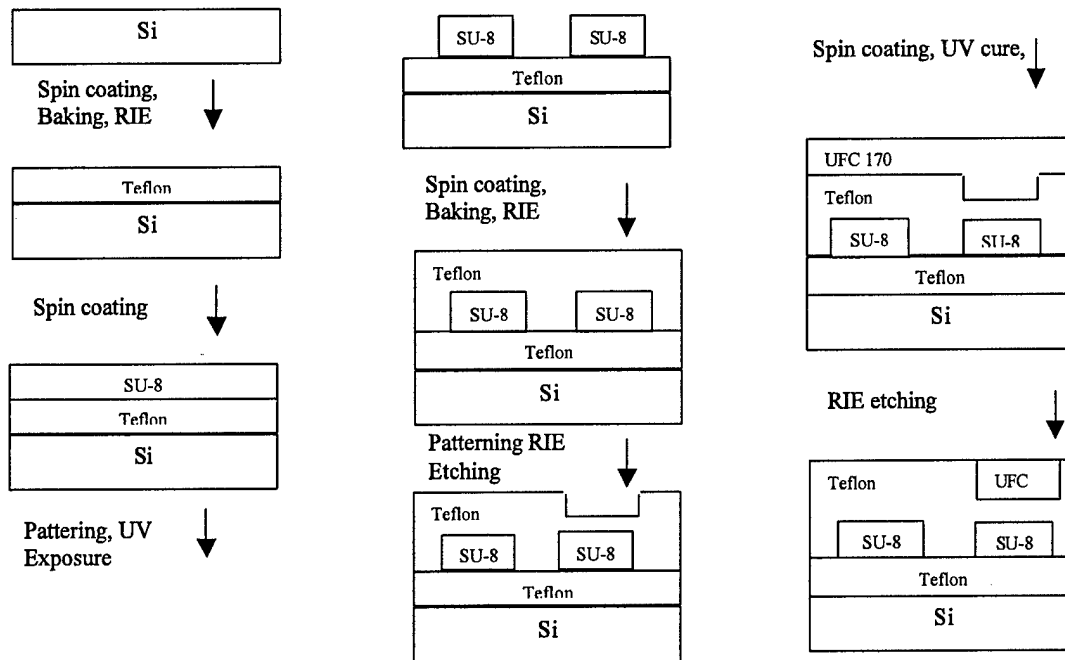 Si
Spin coating,
Baking, RIE
Teflon
Si
Spin coating
SU-8
Teflon
Si
Pattering, UV
Exposure
SU-8 SU-8
Teflon
Si
Spin coating,
Baking, RIE
Teflon
SU-8 SU-8
Teflon
Si
Patterning RIE
Etching
Teflon
SU-8 SU-8
Teflon
Si
Spin coating, UV cure,
UFC 170
Teflon
SU-8 SU-8
Teflon
Si
RIE etching
Teflon UFC
SU-8 SU-8
Teflon
Si